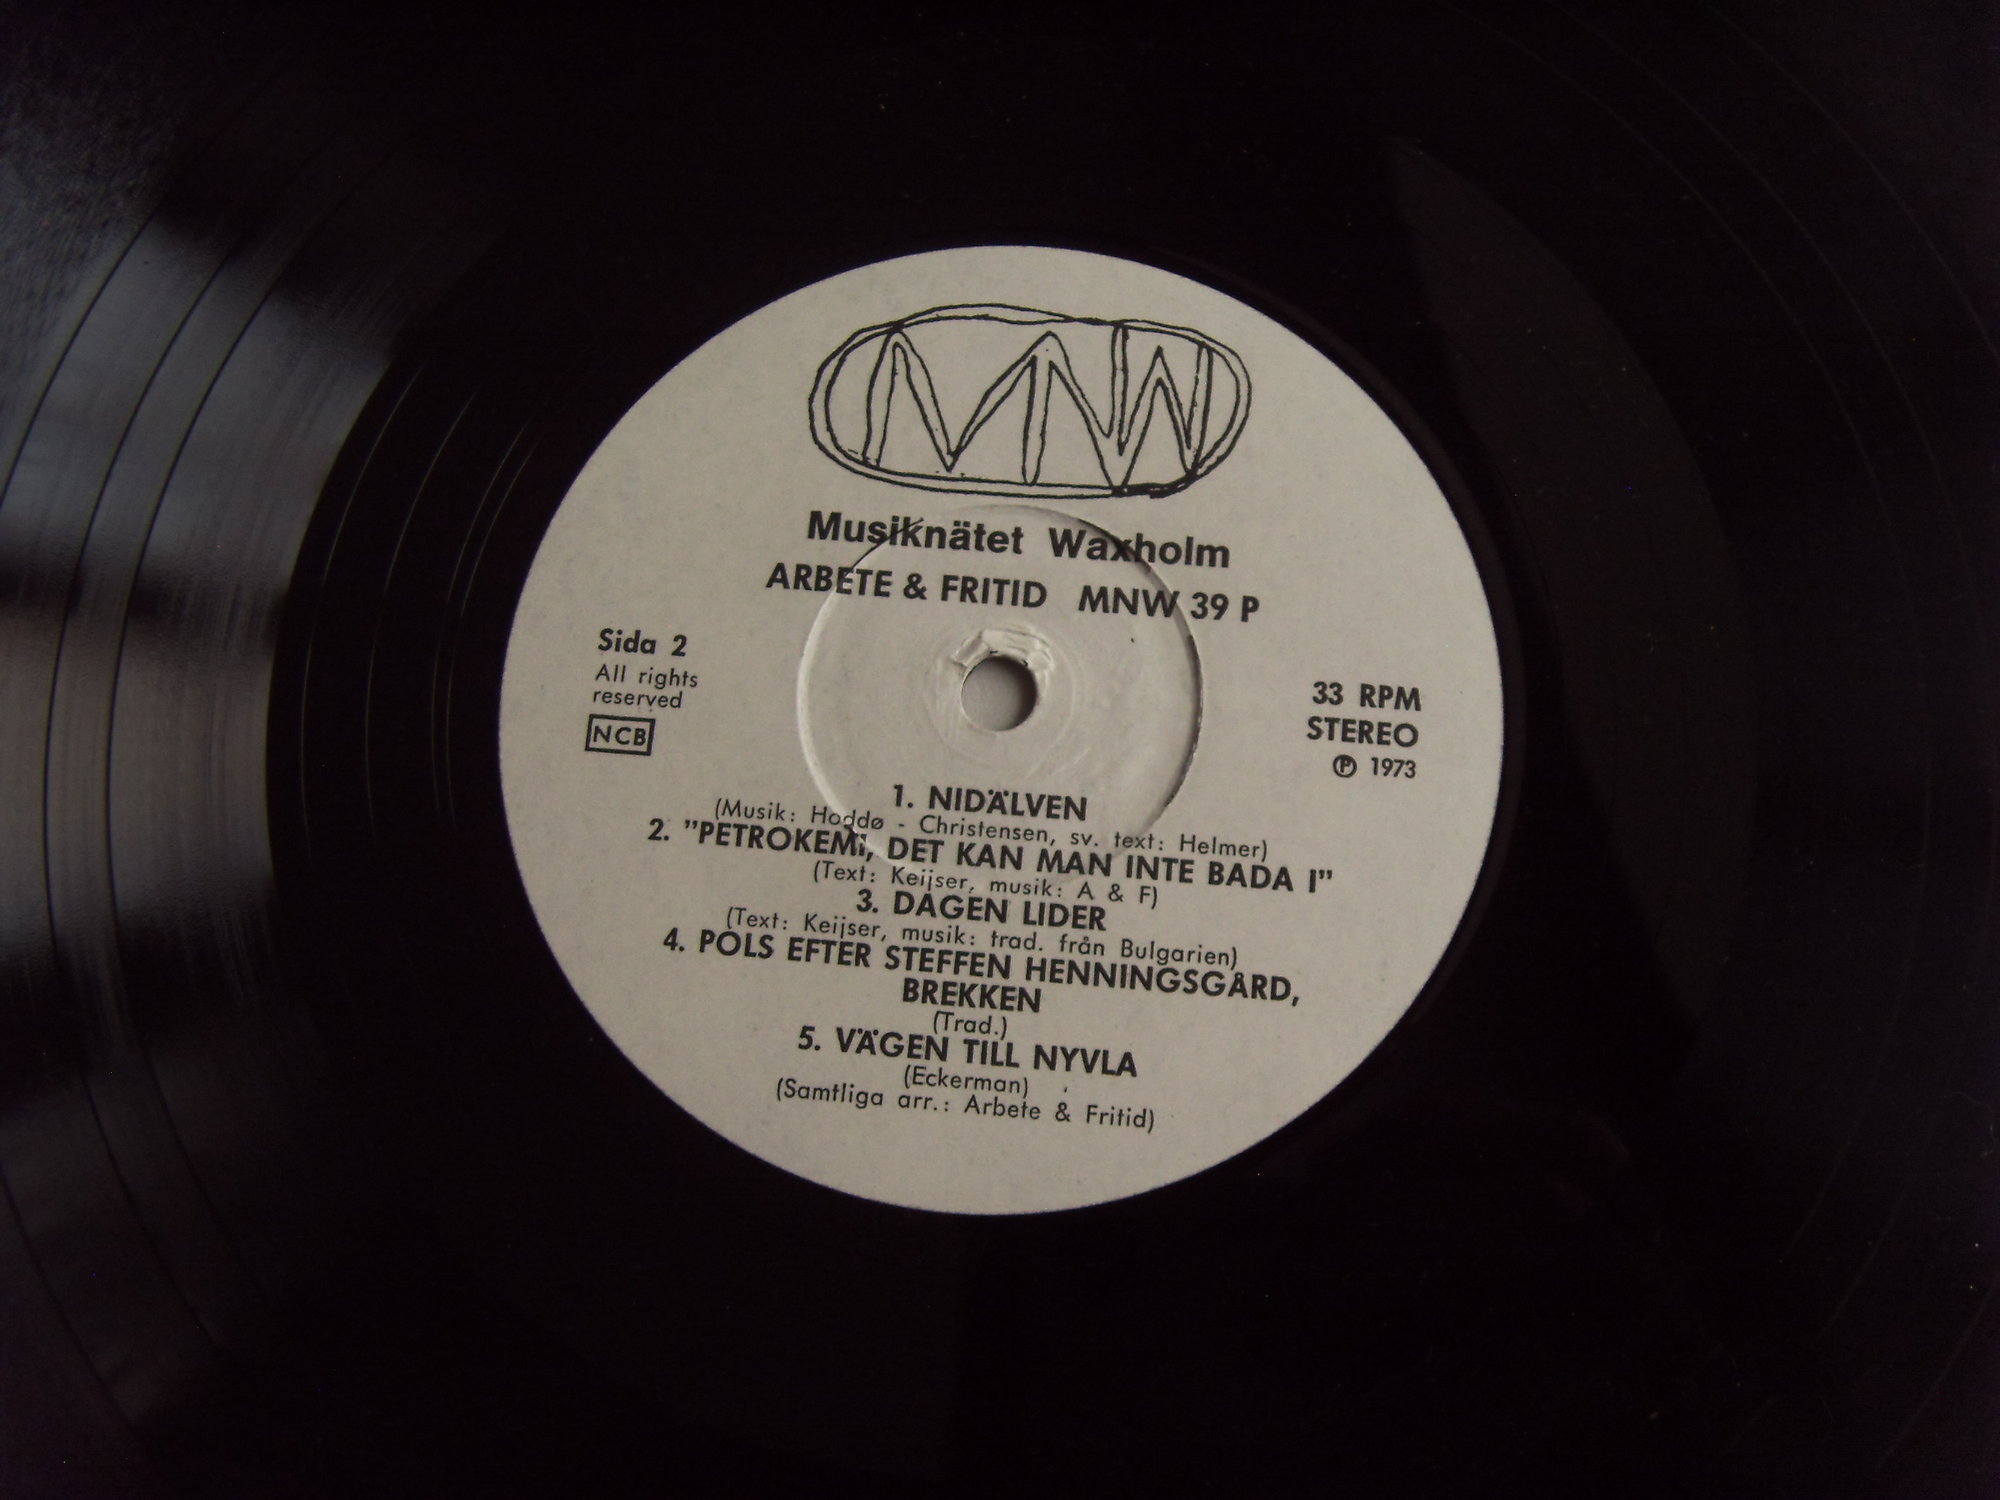 MNW
Musiknätet Waxholm
ARBETE & FRITID MNW 39 P
Sida 2
All rights
reserved
NCB
33 RPM
STEREO
Ⓟ 1973
1. NIDÄLVEN
(Musik: Hoddø - Christensen, sv. text: Helmer)
2. "PETROKEMI, DET KAN MAN INTE BADA I"
(Text: Keijser, musik: A & F)
3. DAGEN LIDER
(Text: Keijser, musik: trad. från Bulgarien)
4. POLS EFTER STEFFEN HENNINGSGÅRD,
BREKKEN
(Trad.)
5. VÄGEN TILL NYVLA
(Eckerman)
(Samtliga arr.: Arbete & Fritid)